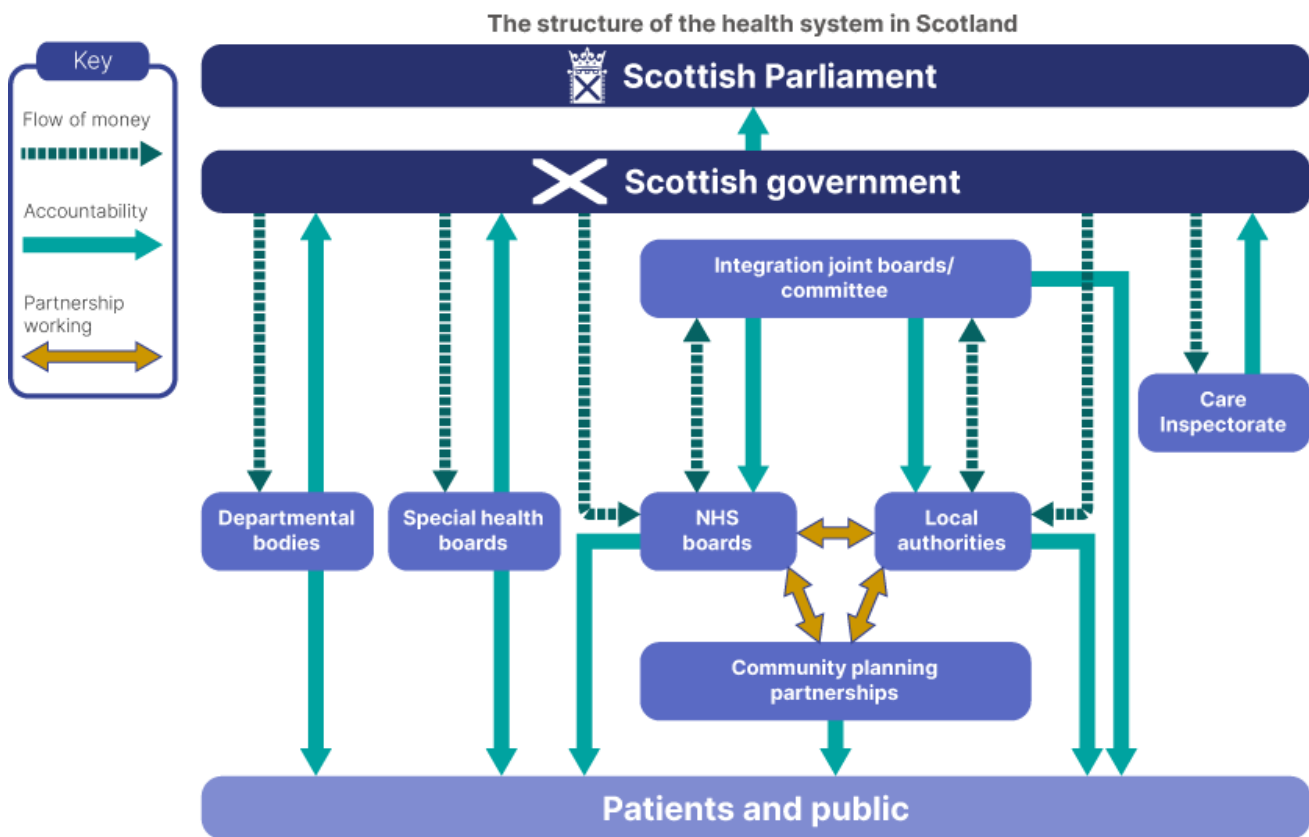 The structure of the health system in Scotland
Key
Flow of money
Accountability
Partnership
working
Scottish Parliament
Scottish government
Integration joint boards/
committee
Care
Inspectorate
Departmental
bodies
Special health
boards
NHS
boards
Local
authorities
Community planning
partnerships
Patients and public